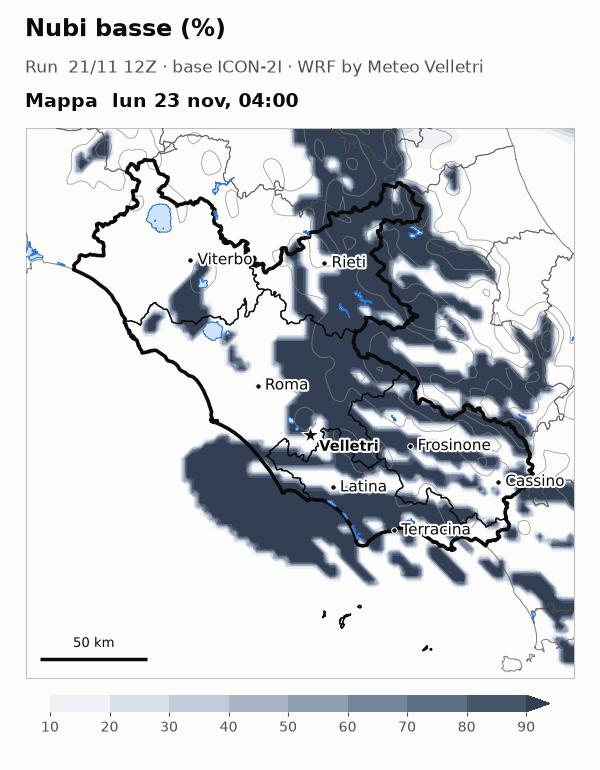 Nubi basse (%)
Run 21/11 12Z · base ICON-2I · WRF by Meteo Velletri
Mappa lun 23 nov, 04:00
Viterbo
Rieti
Roma
Velletri
Frosinone
Latina
Cassino
Terracina
50 km
10 20 30 40 50 60 70 80 90